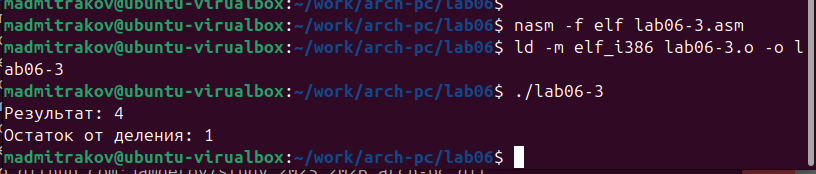 madmitrakov@ubuntu-virualbox:~/work/arch-pc/lab06$
madmitrakov@ubuntu-virualbox:~/work/arch-pc/lab06$ nasm -f elf lab06-3.asm
madmitrakov@ubuntu-virualbox:~/work/arch-pc/lab06$ ld -m elf_i386 lab06-3.o -o l
ab06-3
madmitrakov@ubuntu-virualbox:~/work/arch-pc/lab06$ ./lab06-3
Результат: 4
Остаток от деления: 1
madmitrakov@ubuntu-virualbox:~/work/arch-pc/lab06$